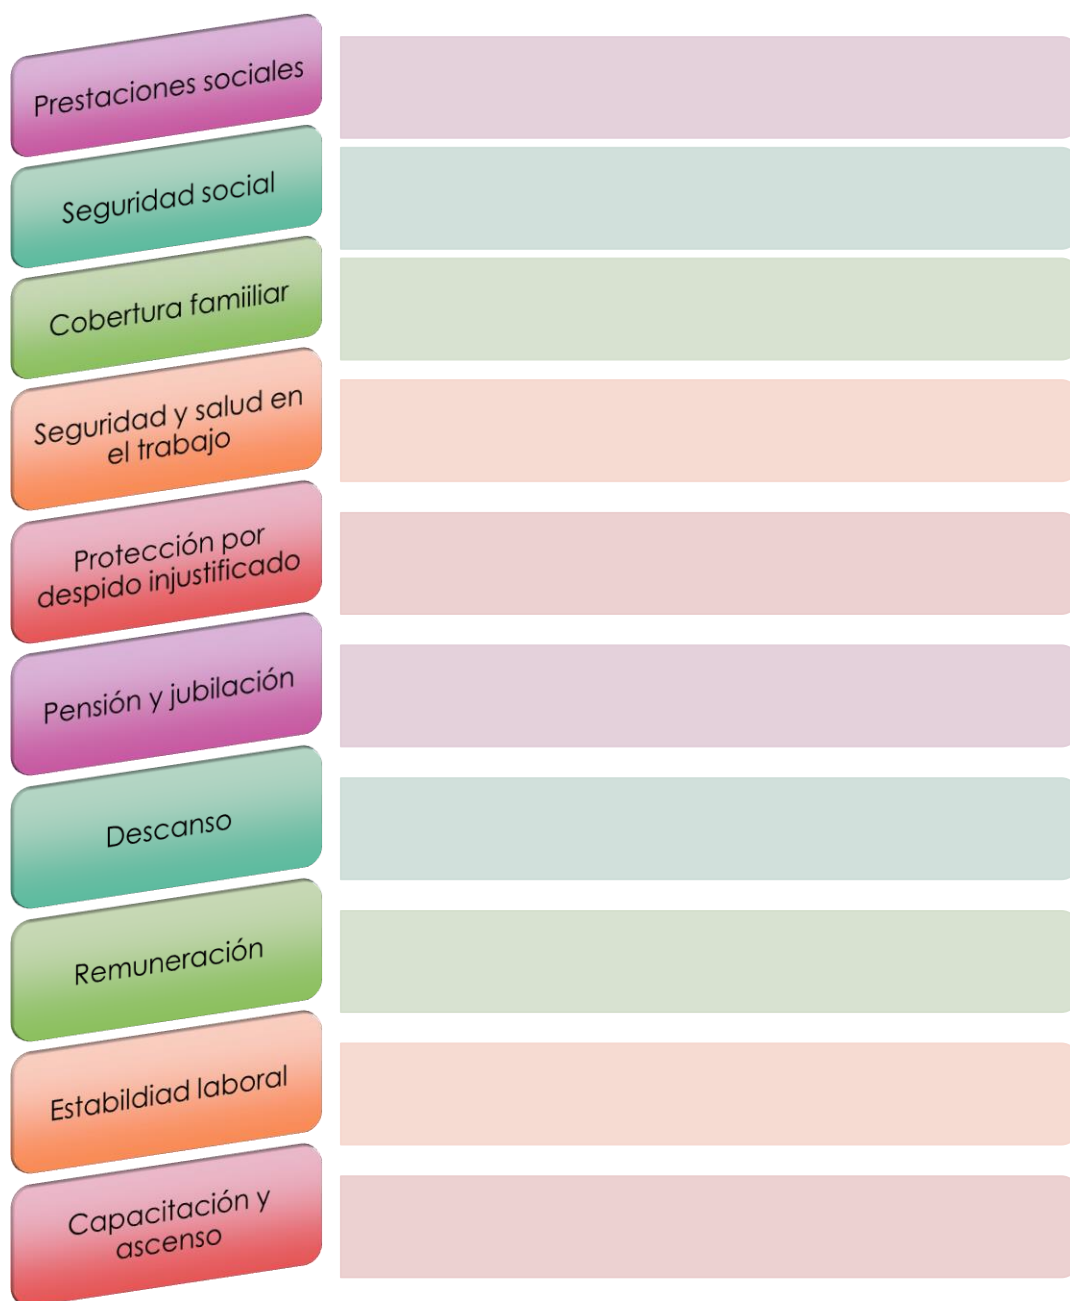 Prestaciones sociales
Seguridad social
Cobertura famiiliar
Seguridad y salud en
el trabajo
Protección por
despido injustificado
Pensión y jubilación
Descanso
Remuneración
Estabildiad laboral
Capacitación y
ascenso